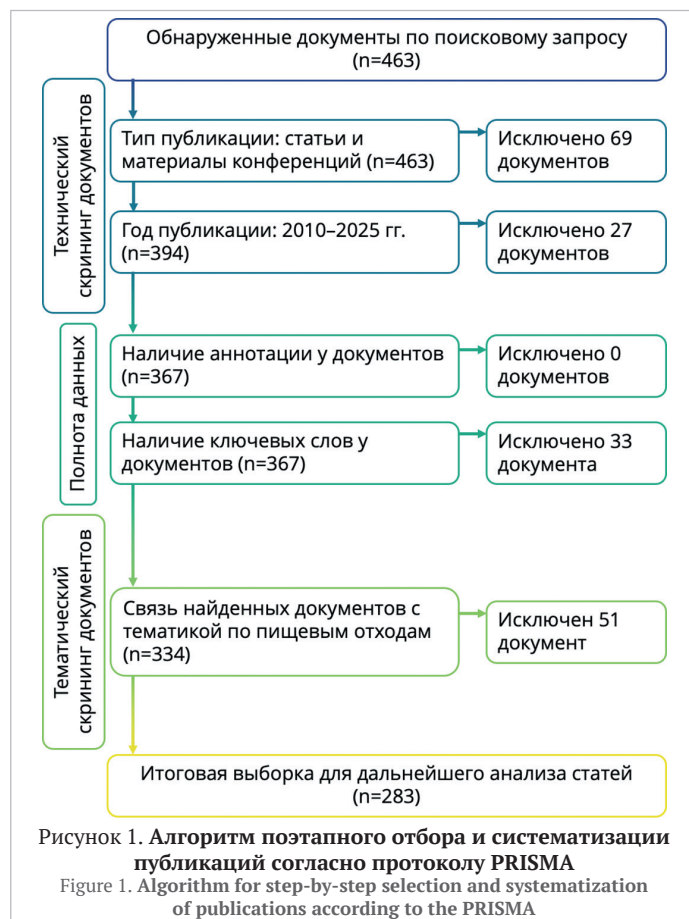 Обнаруженные документы по поисковому запросу
(n=463)
Технический
скрининг документов
Тип публикации: статьи и
материалы конференций (n=463)
Исключено 69
документов
Год публикации: 2010–2025 гг.
(n=394)
Исключено 27
документов
Полнота данных
Наличие аннотации у документов
(n=367)
Исключено 0
документов
Наличие ключевых слов у
документов (n=367)
Исключено 33
документа
Тематический
скрининг документов
Связь найденных документов с
тематикой по пищевым отходам
(n=334)
Исключен 51
документ
Итоговая выборка для дальнейшего анализа статей
(n=283)
Рисунок 1. Алгоритм поэтапного отбора и систематизации
публикаций согласно протоколу PRISMA
Figure 1. Algorithm for step-by-step selection and systematization
of publications according to the PRISMA